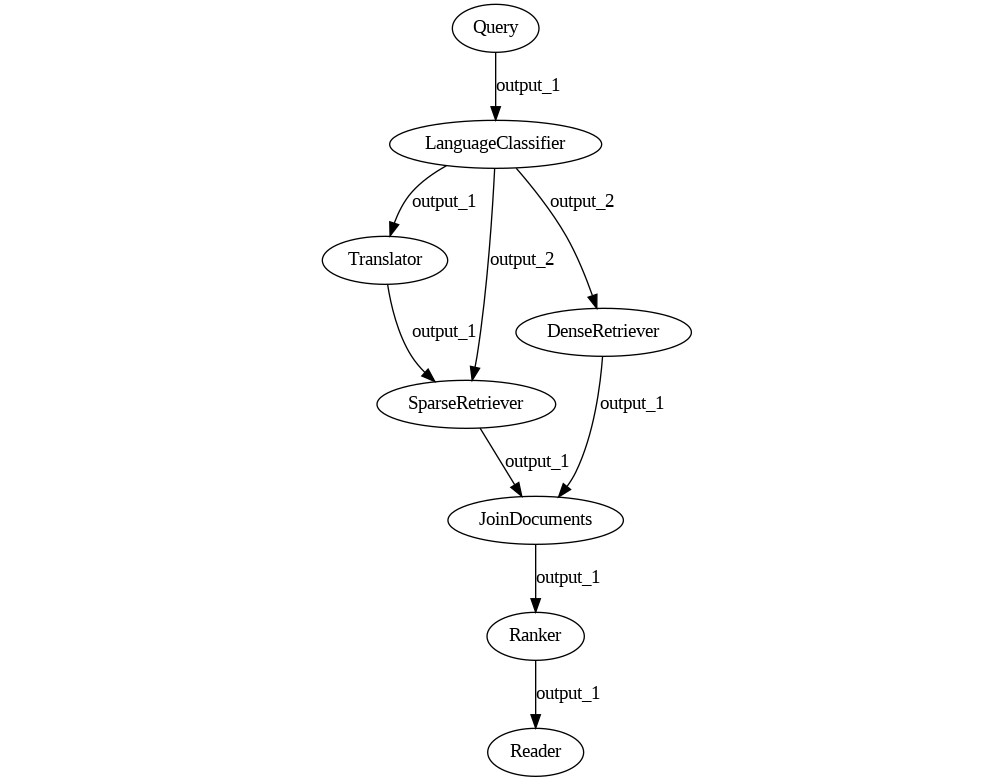 Query
output_1
LanguageClassifier
output_1
output_2
Translator
output_2
DenseRetriever
output_1
SparseRetriever
output_1
output_1
JoinDocuments
output_1
Ranker
output_1
Reader